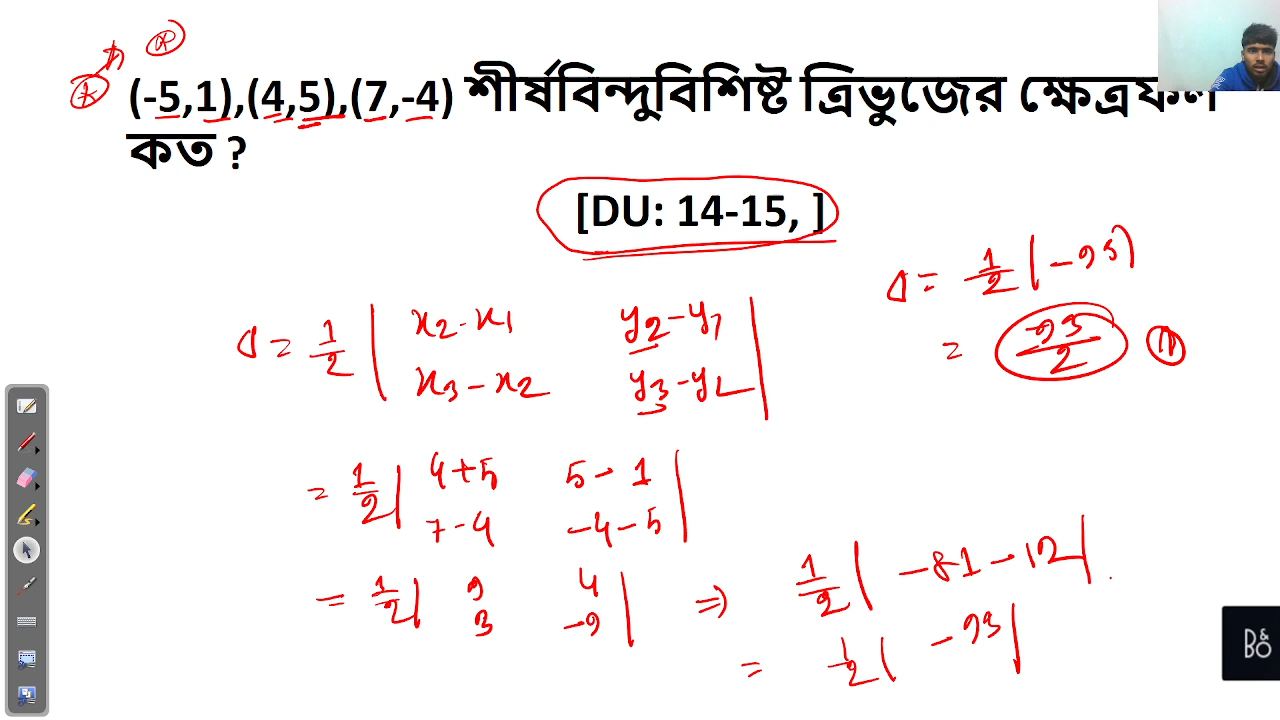 (-5,1),(4,5),(7,-4) শীর্ষবিন্দুবিশিষ্ট ত্রিভুজের ক্ষেত্রফল
কত ?
[DU: 14-15, ]
Δ = 1/2 | x2-x1 y2-y1
x3-x2 y3-y2 |
= 1/2 | 4+5 5-1
7-4 -4-5 |
= 1/2 | 9 4
3 -9 |
⇒ 1/2 | -81-12 |
= 1/2 | -93 |
Δ = 1/2 | -93 |
= 93/2
B&O